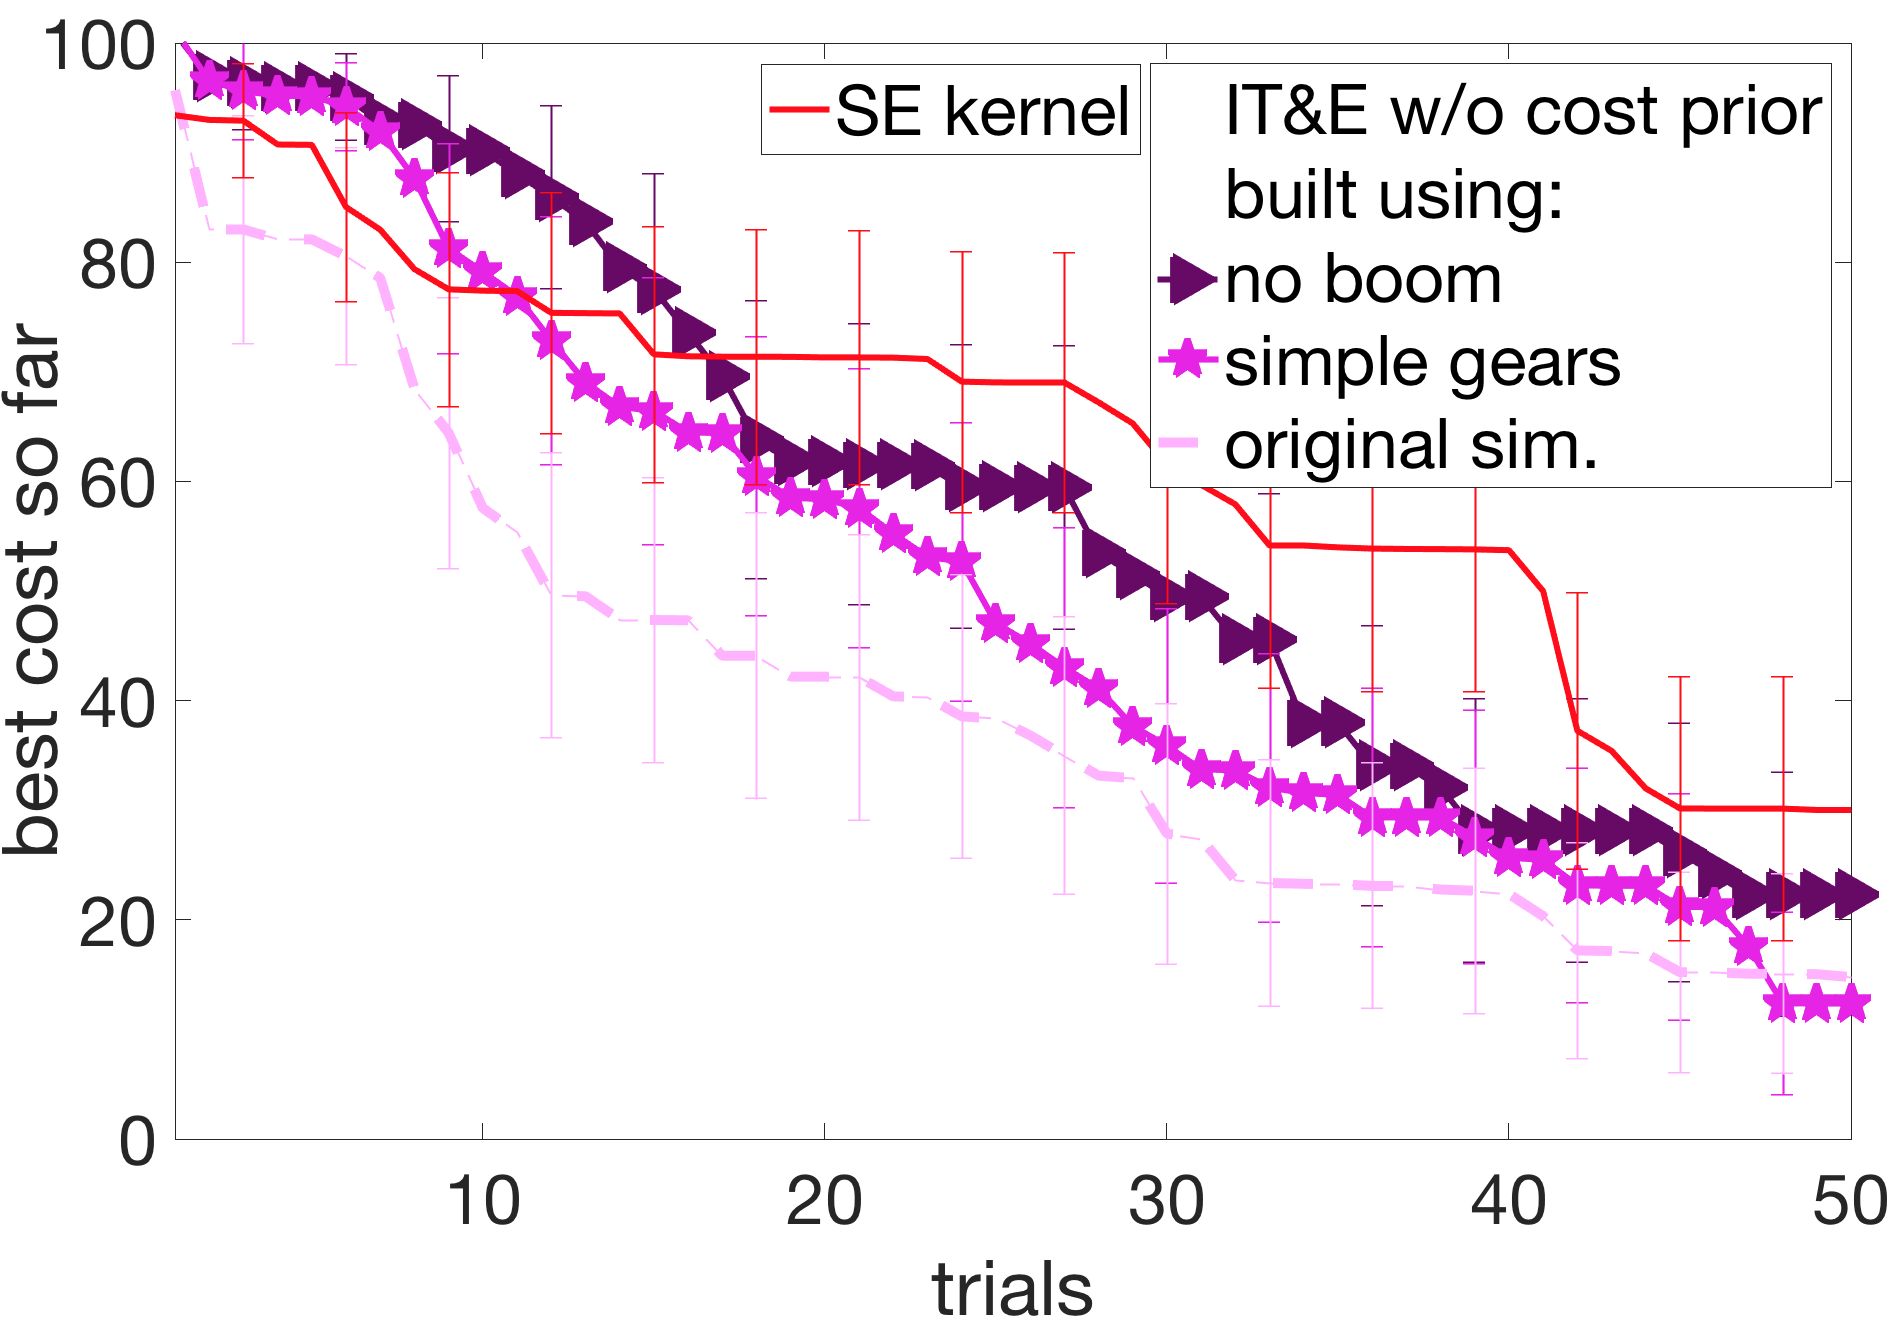 100
80
60
40
20
0
best cost so far
SE kernel
IT&E w/o cost prior
built using:
no boom
simple gears
original sim.
10 20 30 40 50
trials